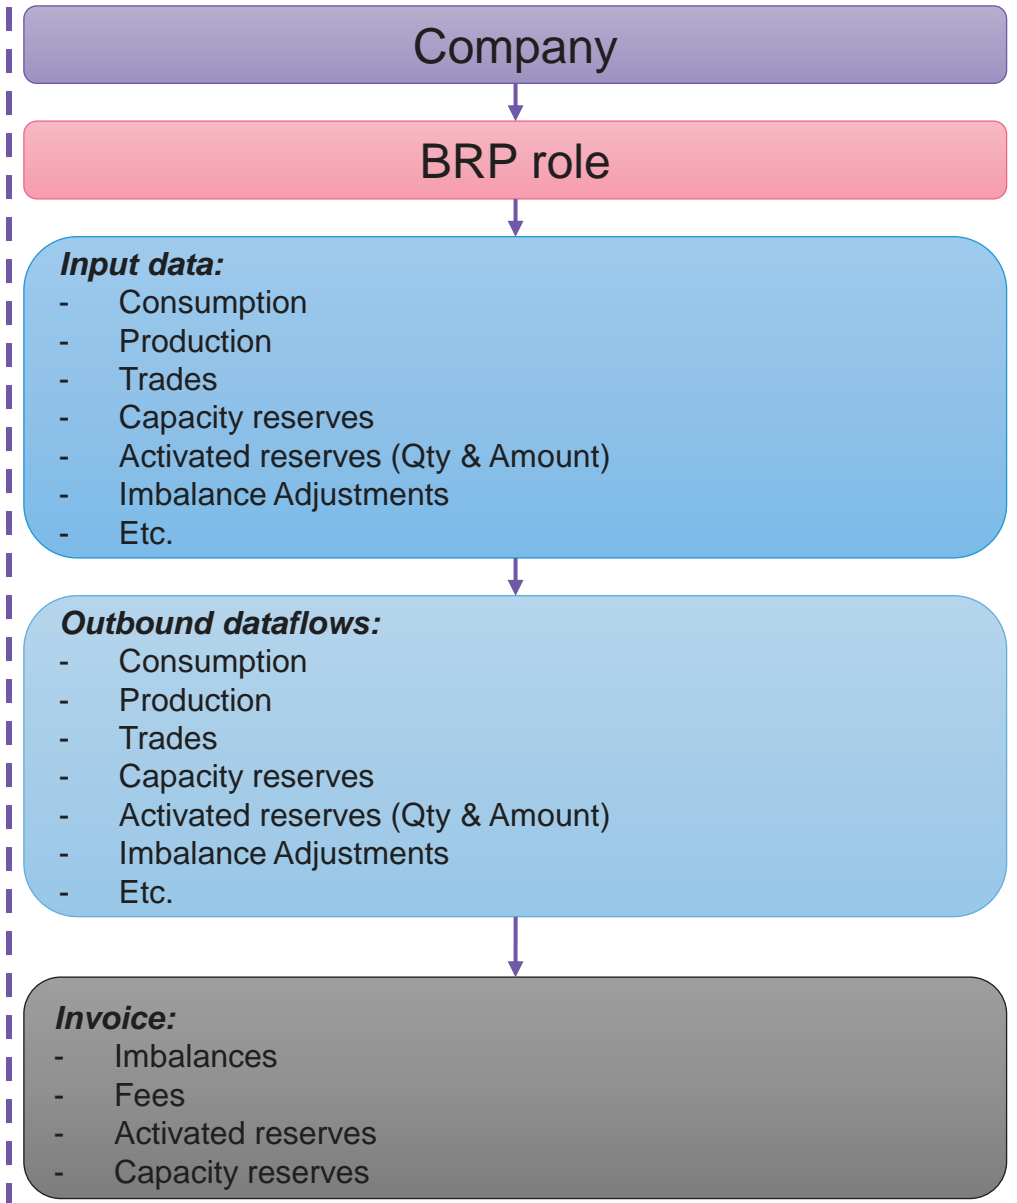 Company
BRP role
Input data:
- Consumption
- Production
- Trades
- Capacity reserves
- Activated reserves (Qty & Amount)
- Imbalance Adjustments
- Etc.
Outbound dataflows:
- Consumption
- Production
- Trades
- Capacity reserves
- Activated reserves (Qty & Amount)
- Imbalance Adjustments
- Etc.
Invoice:
- Imbalances
- Fees
- Activated reserves
- Capacity reserves